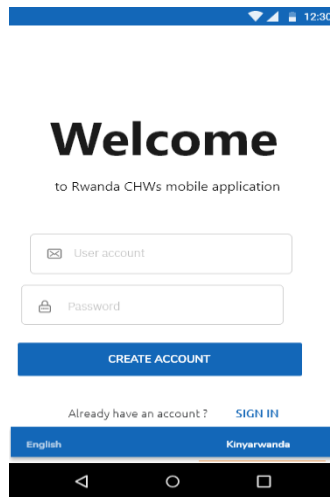 12:30
Welcome
to Rwanda CHWs mobile application
User account
Password
CREATE ACCOUNT
Already have an account ? SIGN IN
English Kinyarwanda